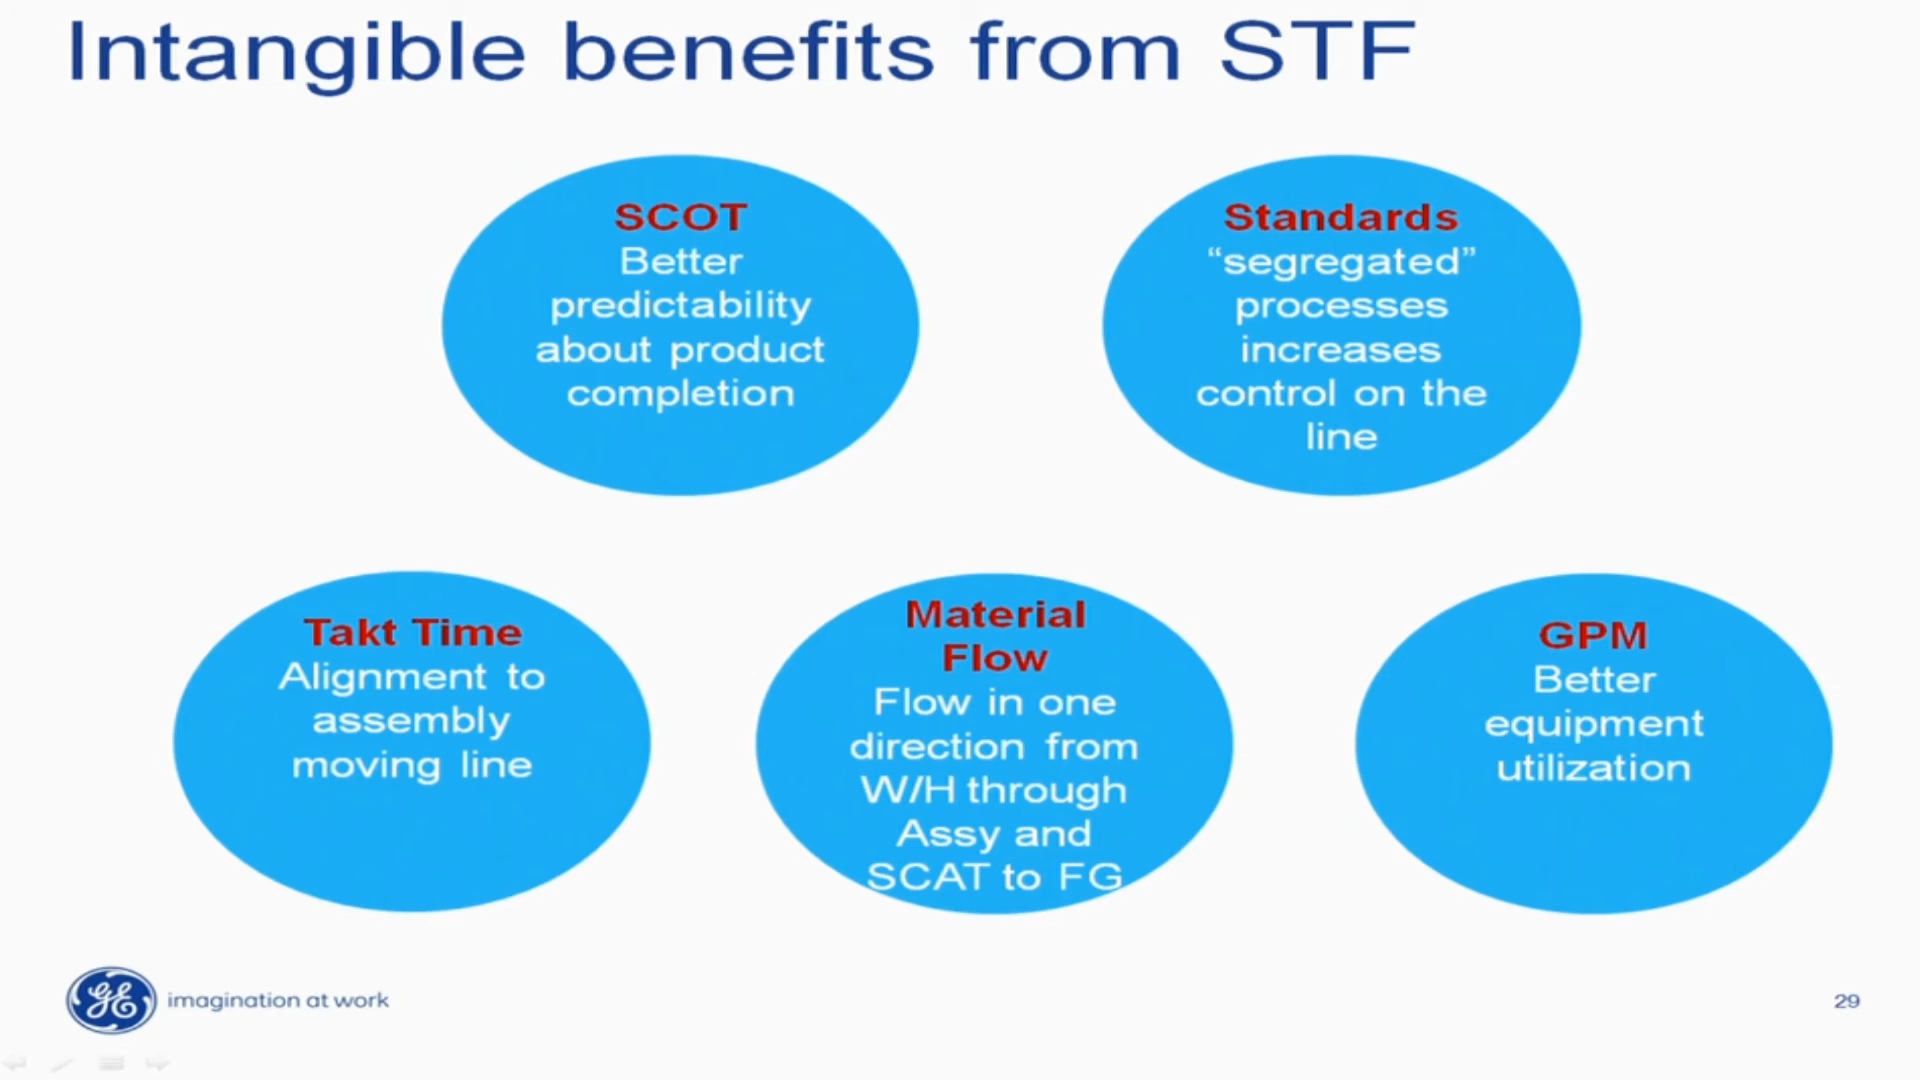 Intangible benefits from STF
SCOT
Better
predictability
about product
completion
Standards
“segregated”
processes
increases
control on the
line
Takt Time
Alignment to
assembly
moving line
Material
Flow
Flow in one
direction from
W/H through
Assy and
SCAT to FG
GPM
Better
equipment
utilization
GE
imagination at work
29